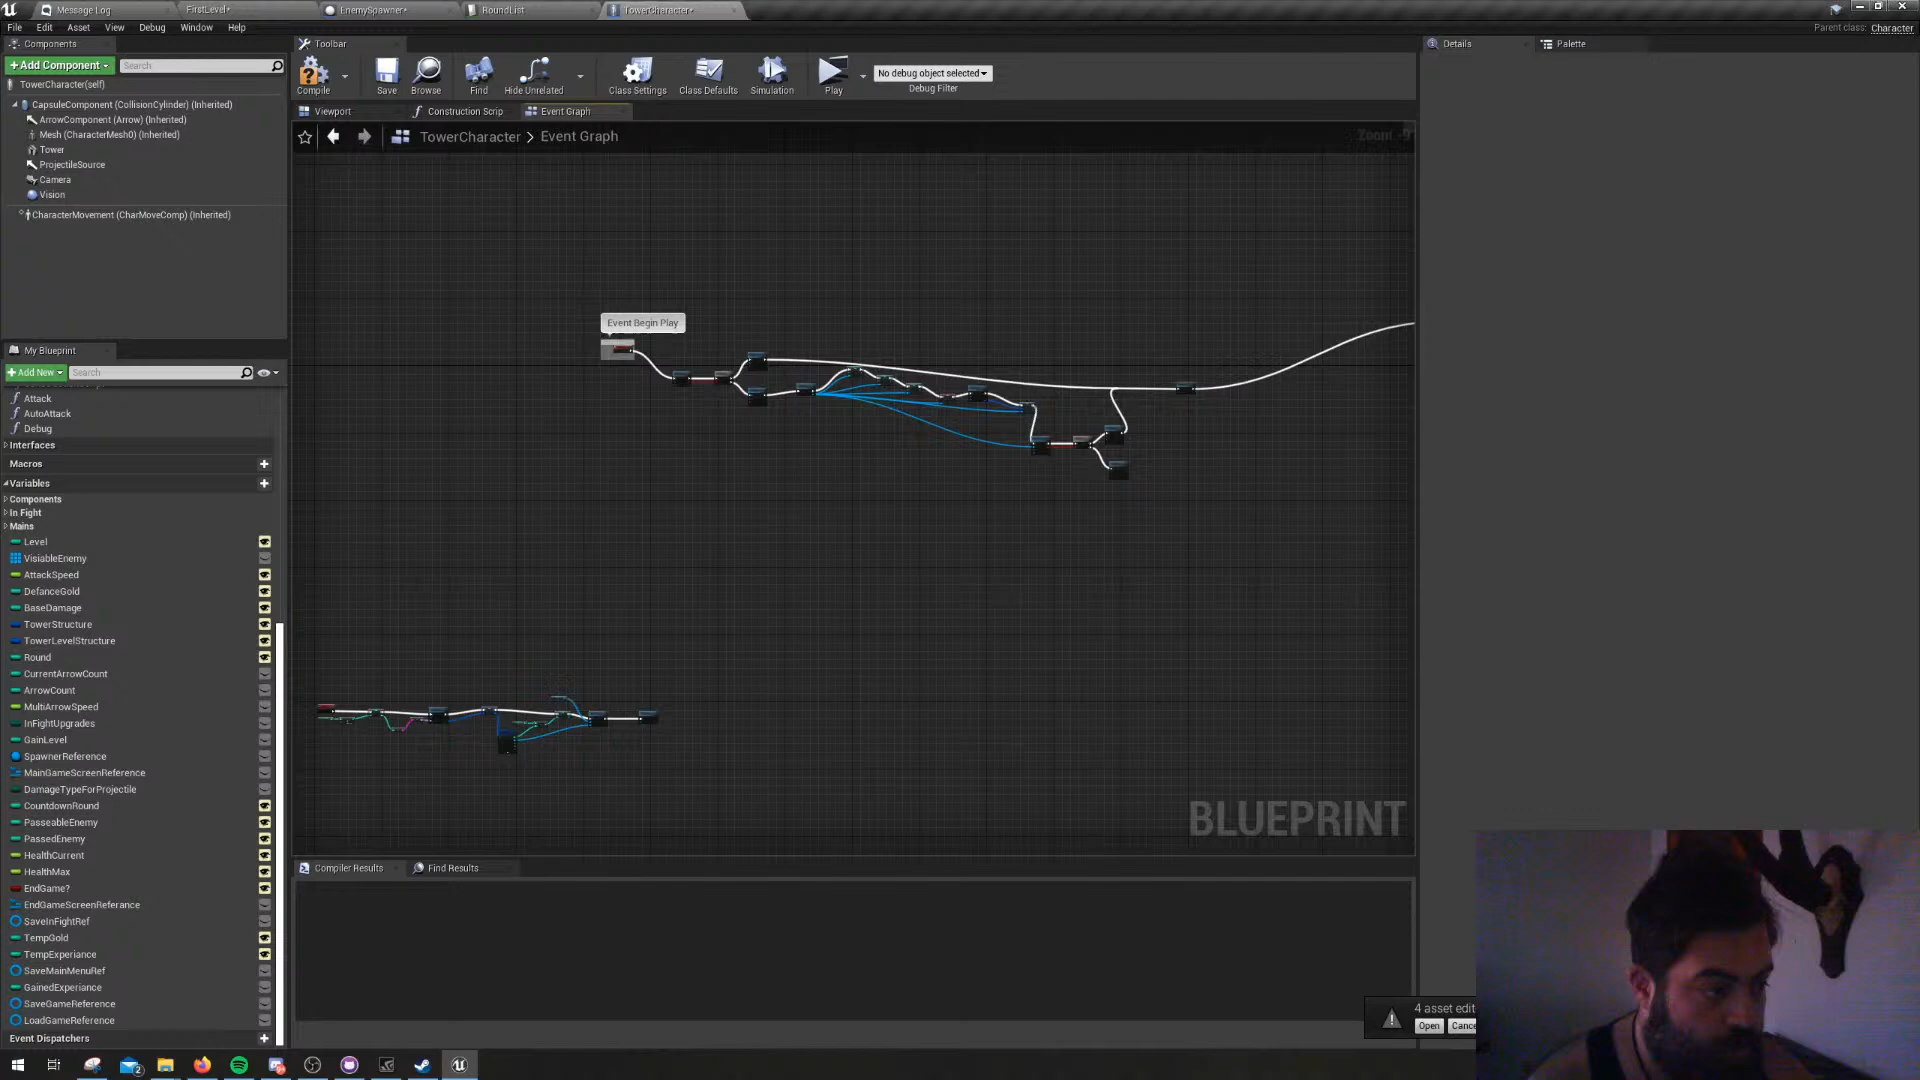 Message Log
FirstLevel*
EnemySpawner*
RoundList
TowerCharacter*
File Edit Asset View Debug Window Help
Parent class: Character
Components
Toolbar
Details
Palette
+Add Component
Search
TowerCharacter(self)
CapsuleComponent (CollisionCylinder) (Inherited)
ArrowComponent (Arrow) (Inherited)
Mesh (CharacterMesh0) (Inherited)
Tower
ProjectileSource
Camera
Vision
CharacterMovement (CharMoveComp) (Inherited)
Compile
Save
Browse
Find
Hide Unrelated
Class Settings
Class Defaults
Simulation
Play
No debug object selected
Debug Filter
Viewport
Construction Scrip
Event Graph
TowerCharacter > Event Graph
Zoom -9
Event Begin Play
BLUEPRINT
My Blueprint
+Add New
Search
Attack
AutoAttack
Debug
Interfaces
Macros
Variables
Components
In Fight
Mains
Level
VisiableEnemy
AttackSpeed
DefanceGold
BaseDamage
TowerStructure
TowerLevelStructure
Round
CurrentArrowCount
ArrowCount
MultiArrowSpeed
InFightUpgrades
GainLevel
SpawnerReference
MainGameScreenReference
DamageTypeForProjectile
CountdownRound
PasseableEnemy
PassedEnemy
HealthCurrent
HealthMax
EndGame?
EndGameScreenReferance
SaveInFightRef
TempGold
TempExperiance
SaveMainMenuRef
GainedExperiance
SaveGameReference
LoadGameReference
Event Dispatchers
Compiler Results
Find Results
4 asset edit
Open
Cance
2